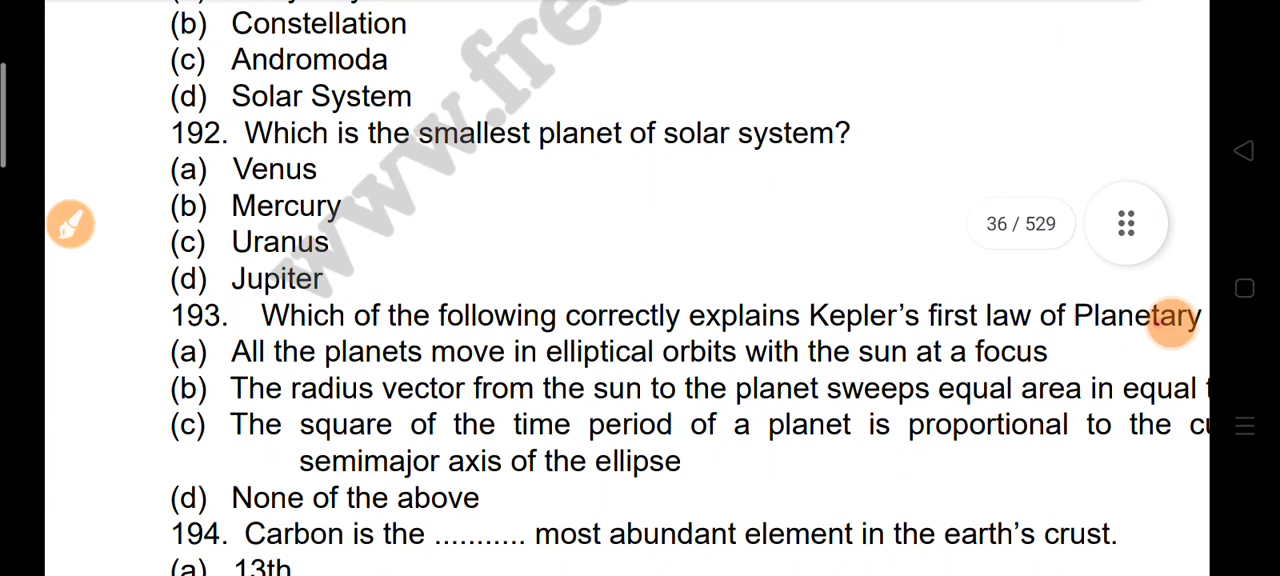 (b) Constellation
(c) Andromoda
(d) Solar System
192. Which is the smallest planet of solar system?
(a) Venus
(b) Mercury
(c) Uranus
(d) Jupiter
193. Which of the following correctly explains Kepler's first law of Planetary
(a) All the planets move in elliptical orbits with the sun at a focus
(b) The radius vector from the sun to the planet sweeps equal area in equal
(c) The square of the time period of a planet is proportional to the
semimajor axis of the ellipse
(d) None of the above
194. Carbon is the ........... most abundant element in the earth's crust.
(a) 13th
www.free
36 / 529